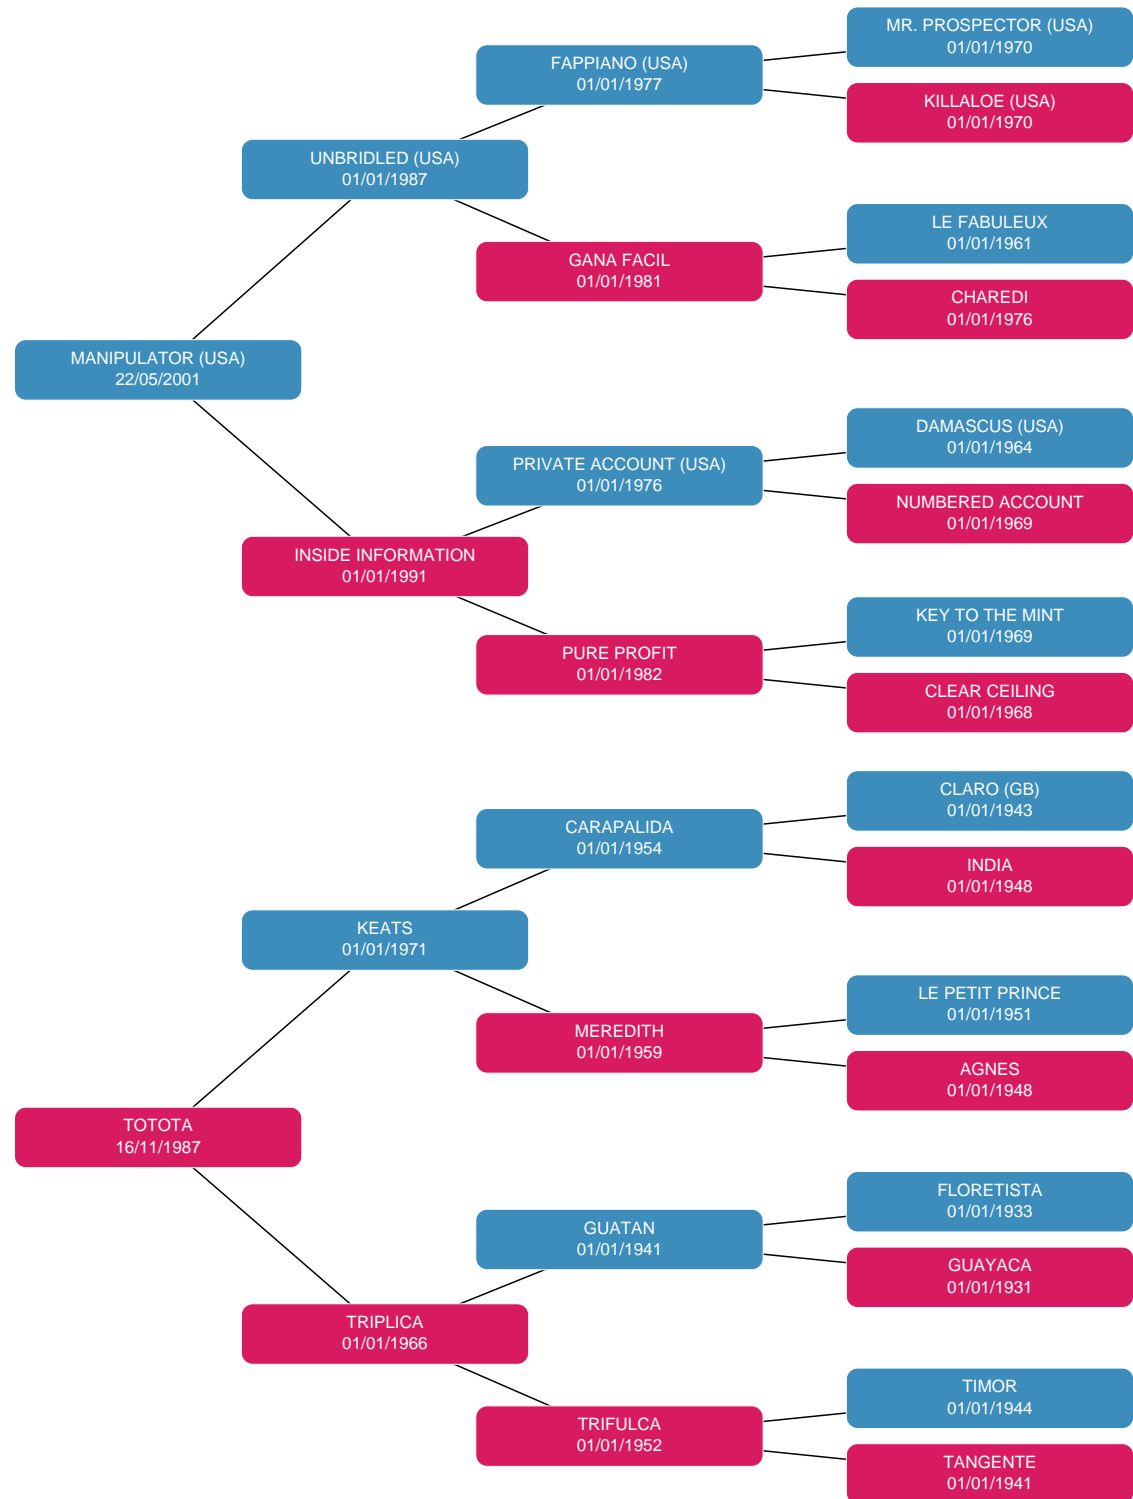 MR. PROSPECTOR (USA)
01/01/1970
FAPPIANO (USA)
01/01/1977
KILLALOE (USA)
01/01/1970
UNBRIDLED (USA)
01/01/1987
LE FABULEUX
01/01/1961
GANA FACIL
01/01/1981
CHAREDI
01/01/1976
MANIPULATOR (USA)
22/05/2001
DAMASCUS (USA)
01/01/1964
PRIVATE ACCOUNT (USA)
01/01/1976
NUMBERED ACCOUNT
01/01/1969
INSIDE INFORMATION
01/01/1991
KEY TO THE MINT
01/01/1969
PURE PROFIT
01/01/1982
CLEAR CEILING
01/01/1968
CLARO (GB)
01/01/1943
CARAPALIDA
01/01/1954
INDIA
01/01/1948
KEATS
01/01/1971
LE PETIT PRINCE
01/01/1951
MEREDITH
01/01/1959
AGNES
01/01/1948
TOTOTA
16/11/1987
FLORETISTA
01/01/1933
GUATAN
01/01/1941
GUAYACA
01/01/1931
TRIPLICA
01/01/1966
TIMOR
01/01/1944
TRIFULCA
01/01/1952
TANGENTE
01/01/1941